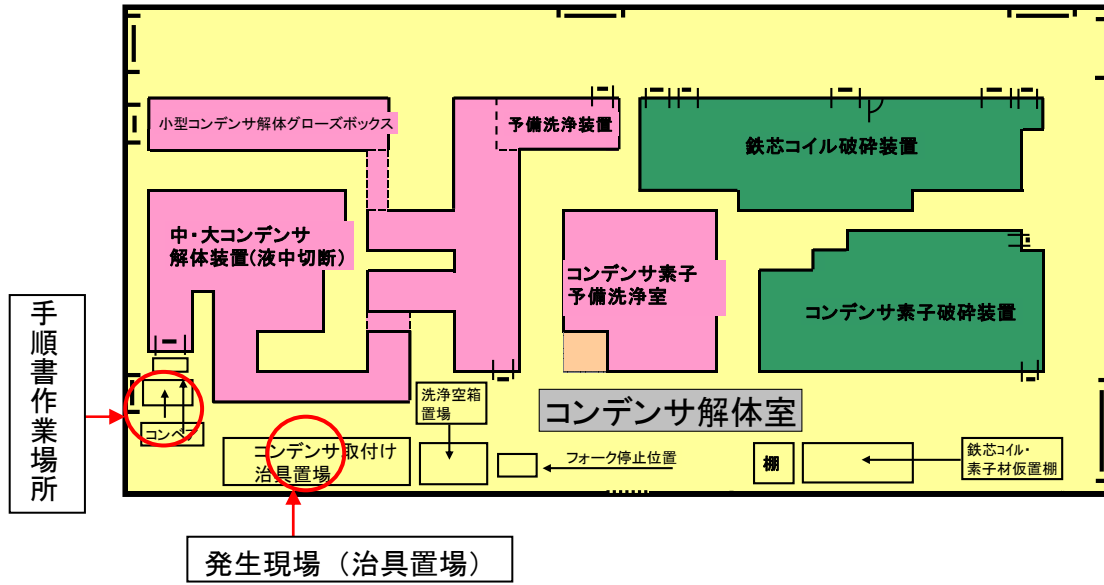 小型コンデンサ解体グローズボックス
予備洗浄装置
鉄芯コイル破砕装置
中・大コンデンサ
解体装置(液中切断)
コンデンサ素子
予備洗浄室
コンデンサ素子破砕装置
手順書作業場所
コンベア
洗浄空箱
置場
コンデンサ解体室
コンデンサ取付け
治具置場
フォーク停止位置
棚
鉄芯コイル・
素子材仮置棚
発生現場（治具置場）